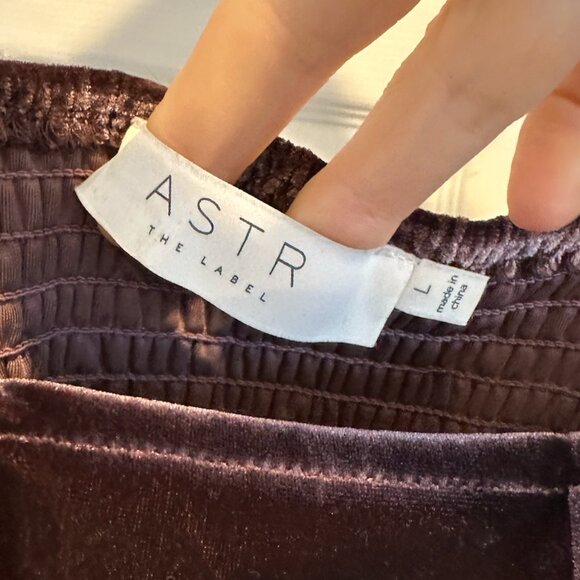 ASTR
THE LABEL
L
made in
china